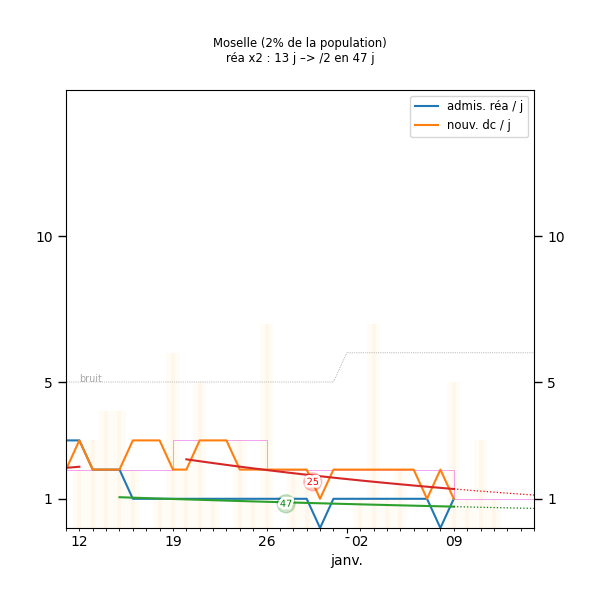 Moselle (2% de la population)
réa x2 : 13 j –> /2 en 47 j
admis. réa / j
nouv. dc / j
10
10
bruit
5
5
25
47
1
1
12
19
26
02
09
janv.